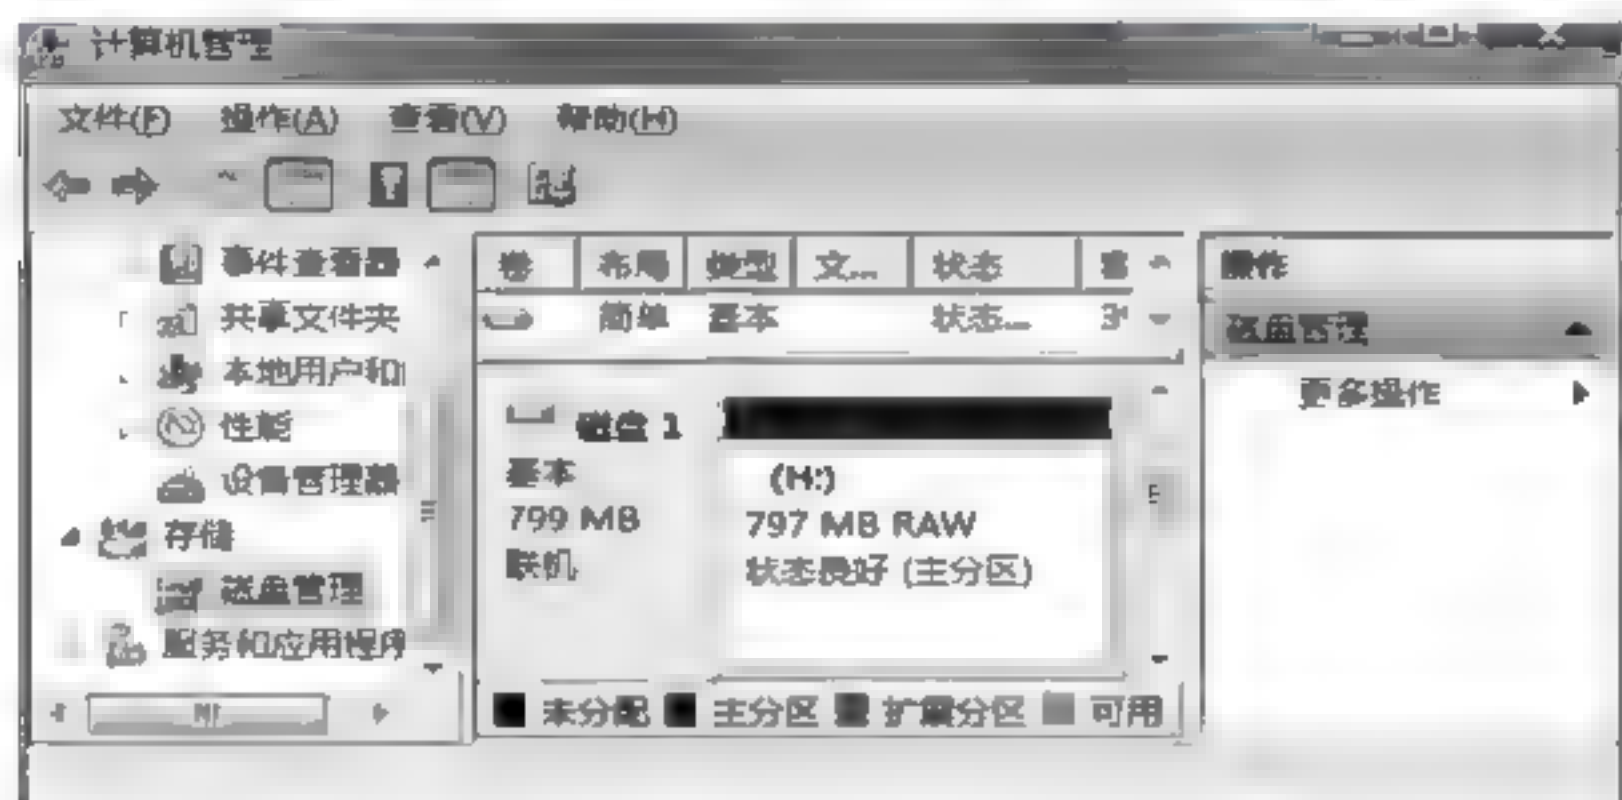 计算机管理
文件(F) 操作(A) 查看(V) 帮助(H)
事件查看器
共享文件夹
本地用户和
性能
设备管理器
存储
磁盘管理
服务和应用程序
卷 布局 类型 文... 状态
简单 基本 状态...
磁盘 1
基本
799 MB
联机
(H:)
797 MB RAW
状态良好 (主分区)
未分配 主分区 扩展分区 可用
操作
磁盘管理
更多操作